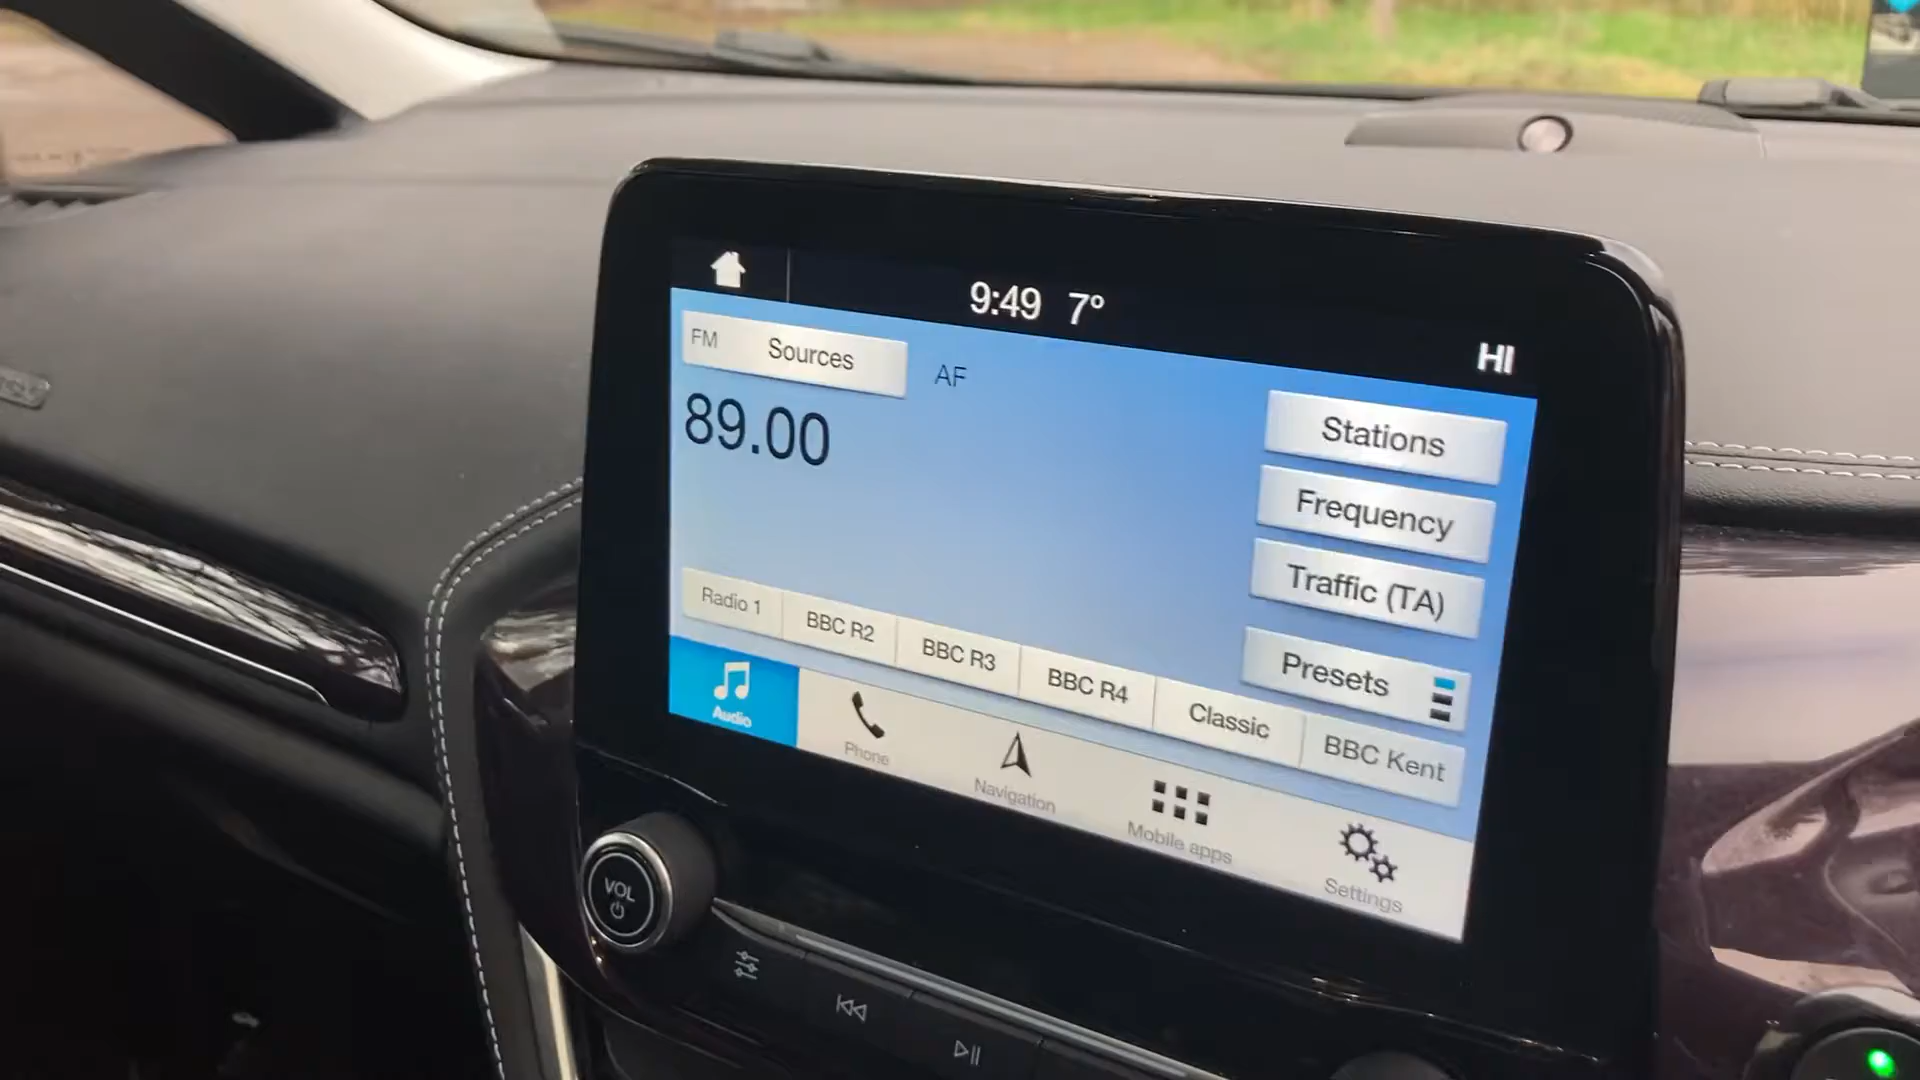 9:49 7°
HI
FM Sources
AF
89.00
Stations
Frequency
Traffic (TA)
Presets
Radio 1
BBC R2
BBC R3
BBC R4
Classic
BBC Kent
Audio
Phone
Navigation
Mobile apps
Settings
VOL